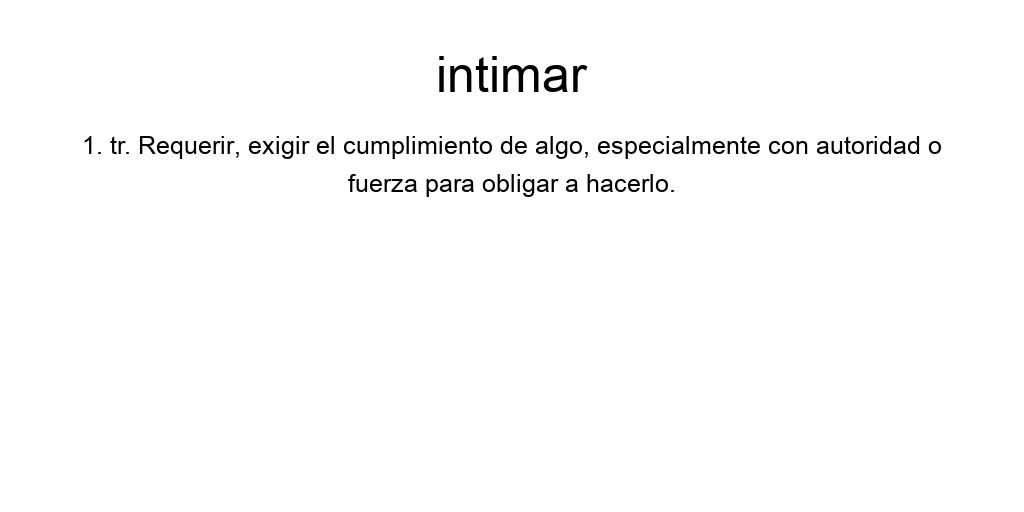 intimar
1. tr. Requerir, exigir el cumplimiento de algo, especialmente con autoridad o
fuerza para obligar a hacerlo.